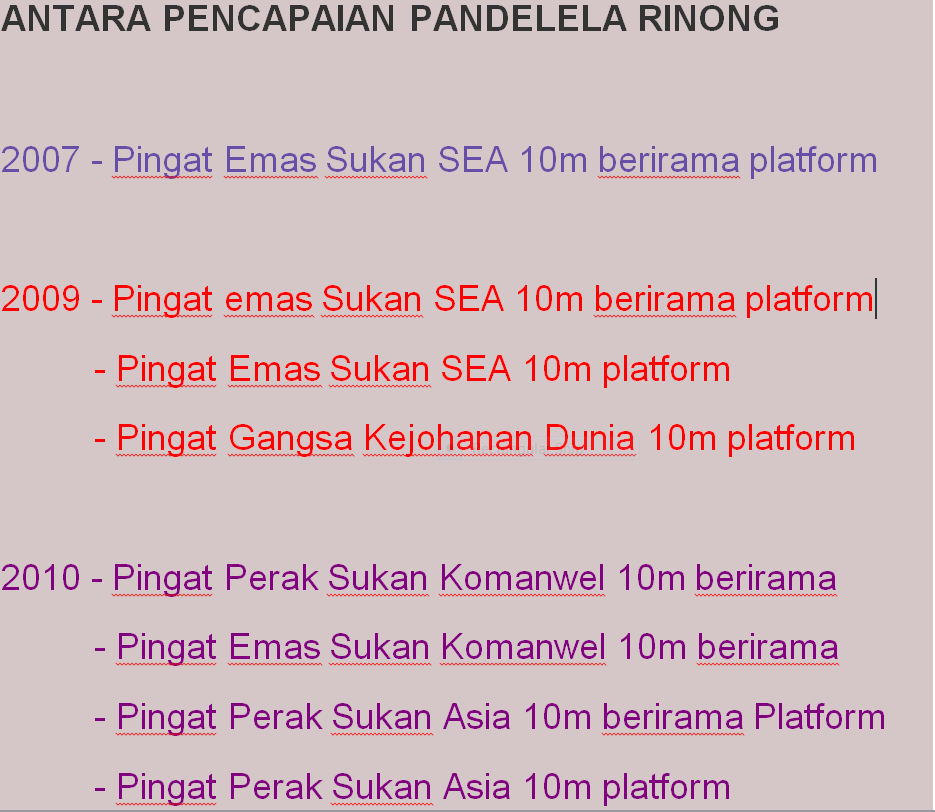 ANTARA PENCAPAIAN PANDELELA RINONG
2007 - Pingat Emas Sukan SEA 10m berirama platform
2009 - Pingat emas Sukan SEA 10m berirama platform
- Pingat Emas Sukan SEA 10m platform
- Pingat Gangsa Kejohanan Dunia 10m platform
2010 - Pingat Perak Sukan Komanwel 10m berirama
- Pingat Emas Sukan Komanwel 10m berirama
- Pingat Perak Sukan Asia 10m berirama Platform
- Pingat Perak Sukan Asia 10m platform